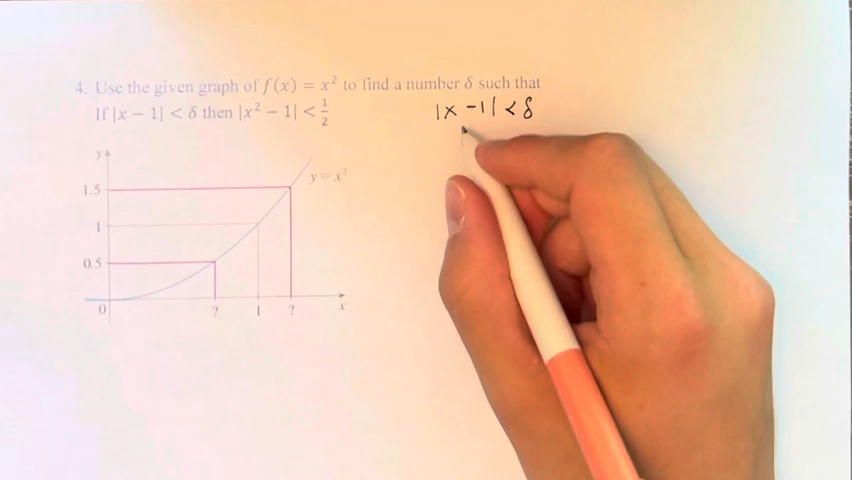 4. Use the given graph of f(x) = x² to find a number δ such that
If |x − 1| < δ then |x² − 1| < 1/2
|x - 1| < δ
y
1.5
y = x²
1
0.5
0
?
1
?
x